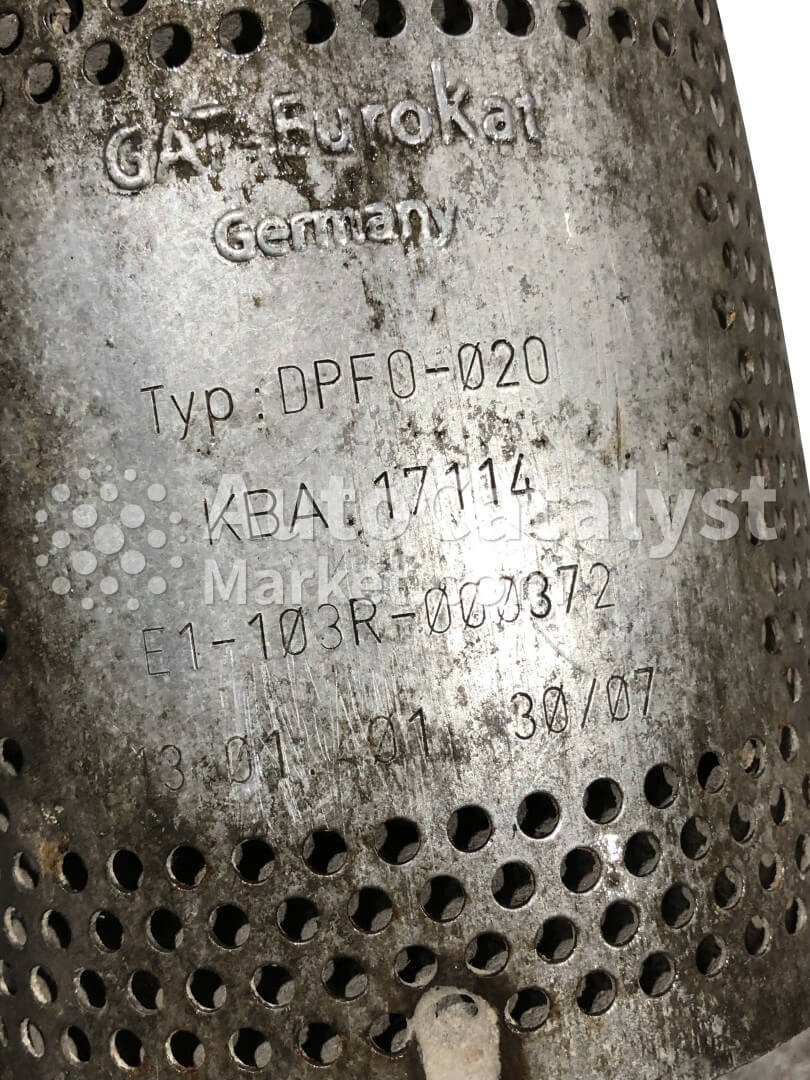 GAT-EuroKat
Germany
Typ: DPF0-020
KBA 17114
AutoCatalyst
Market
E1-103R-000372
30/07